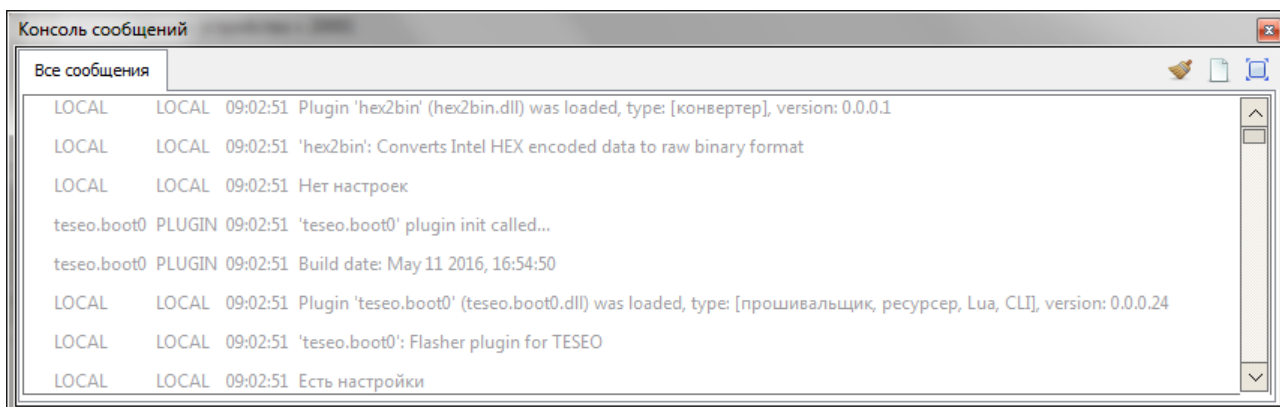 Консоль сообщений
Все сообщения
LOCAL LOCAL 09:02:51 Plugin 'hex2bin' (hex2bin.dll) was loaded, type: [конвертер], version: 0.0.0.1
LOCAL LOCAL 09:02:51 'hex2bin': Converts Intel HEX encoded data to raw binary format
LOCAL LOCAL 09:02:51 Нет настроек
teseo.boot0 PLUGIN 09:02:51 'teseo.boot0' plugin init called...
teseo.boot0 PLUGIN 09:02:51 Build date: May 11 2016, 16:54:50
LOCAL LOCAL 09:02:51 Plugin 'teseo.boot0' (teseo.boot0.dll) was loaded, type: [прошивальщик, ресурсер, Lua, CLI], version: 0.0.0.24
LOCAL LOCAL 09:02:51 'teseo.boot0': Flasher plugin for TESEO
LOCAL LOCAL 09:02:51 Есть настройки